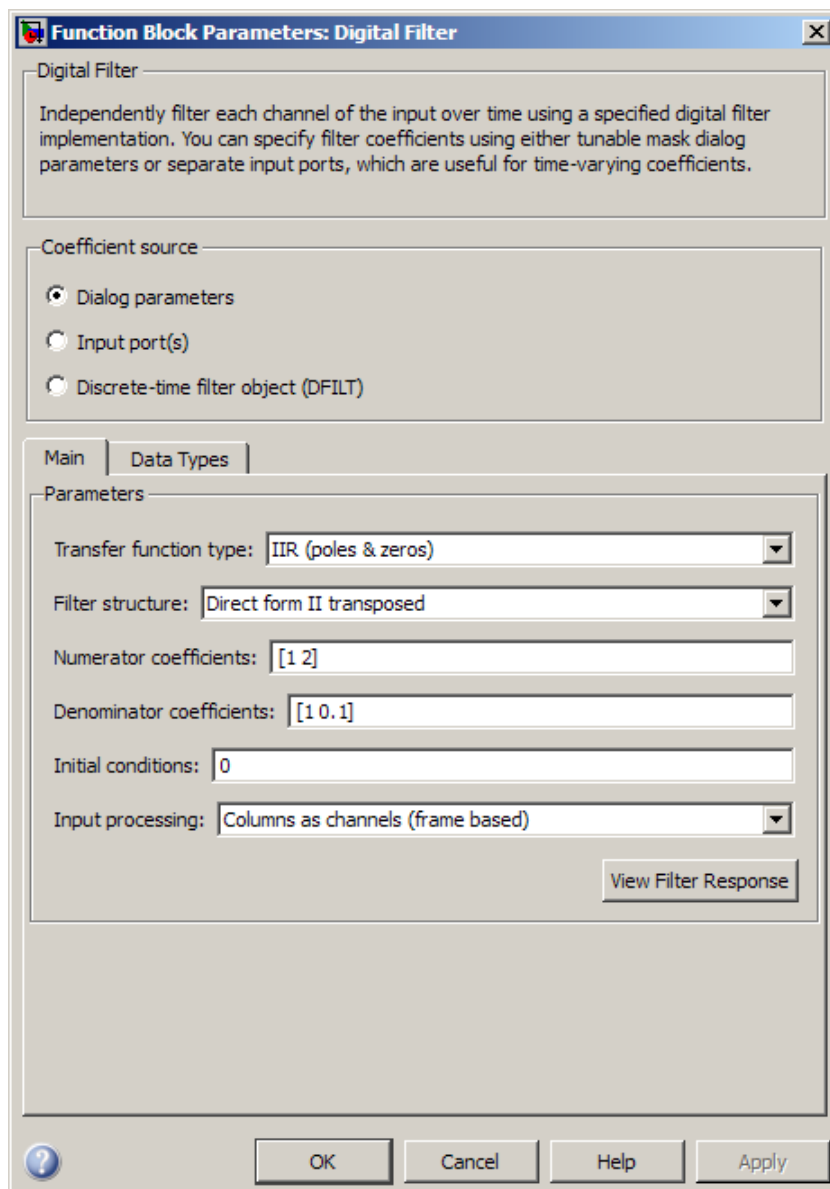 Function Block Parameters: Digital Filter
Digital Filter
Independently filter each channel of the input over time using a specified digital filter
implementation. You can specify filter coefficients using either tunable mask dialog
parameters or separate input ports, which are useful for time-varying coefficients.
Coefficient source
Dialog parameters
Input port(s)
Discrete-time filter object (DFILT)
Main Data Types
Parameters
Transfer function type: IIR (poles & zeros)
Filter structure: Direct form II transposed
Numerator coefficients: [1 2]
Denominator coefficients: [1 0.1]
Initial conditions: 0
Input processing: Columns as channels (frame based)
View Filter Response
? OK Cancel Help Apply